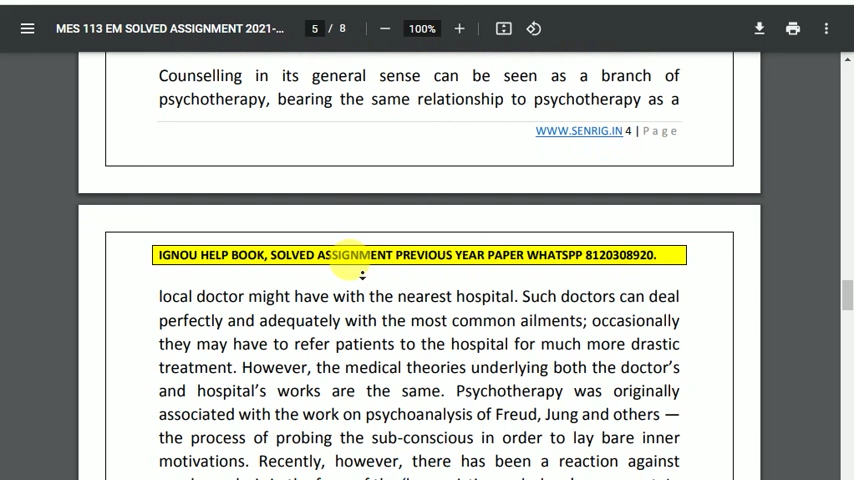 MES 113 EM SOLVED ASSIGNMENT 2021-...
5 / 8
100%
Counselling in its general sense can be seen as a branch of
psychotherapy, bearing the same relationship to psychotherapy as a
WWW.SENRIG.IN 4 | Page
IGNOU HELP BOOK, SOLVED ASSIGNMENT PREVIOUS YEAR PAPER WHATSPP 8120308920.
local doctor might have with the nearest hospital. Such doctors can deal
perfectly and adequately with the most common ailments; occasionally
they may have to refer patients to the hospital for much more drastic
treatment. However, the medical theories underlying both the doctor’s
and hospital’s works are the same. Psychotherapy was originally
associated with the work on psychoanalysis of Freud, Jung and others —
the process of probing the sub-conscious in order to lay bare inner
motivations. Recently, however, there has been a reaction against